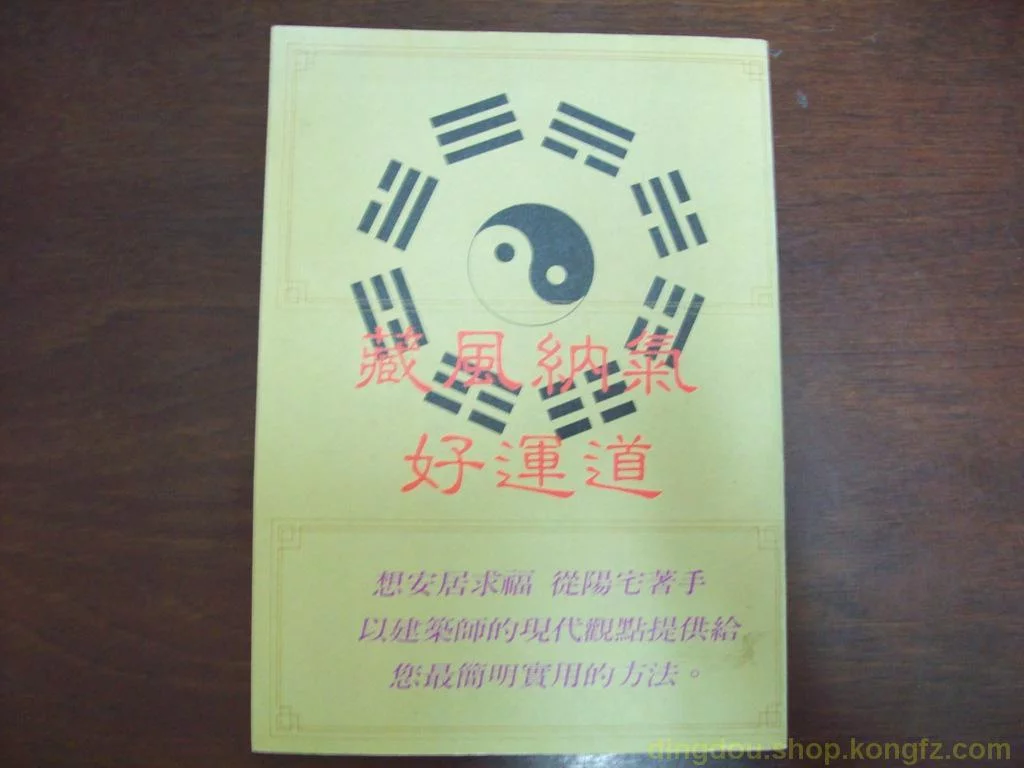 藏風納氣
好運道
想安居求福 從陽宅著手
以建築師的現代觀點提供給
您最簡明實用的方法。
dingdou.shop.kongfz.com